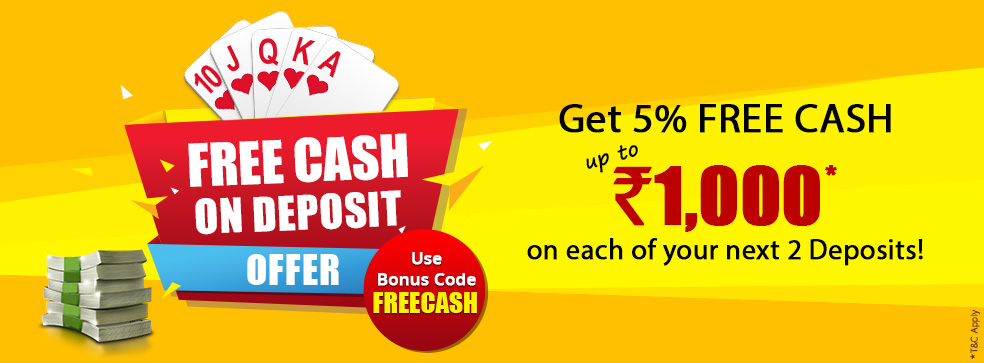 10 J Q K A
FREE CASH
ON DEPOSIT
OFFER
Use
Bonus Code
FREECASH
Get 5% FREE CASH
up to
₹1,000*
on each of your next 2 Deposits!
*T&C Apply